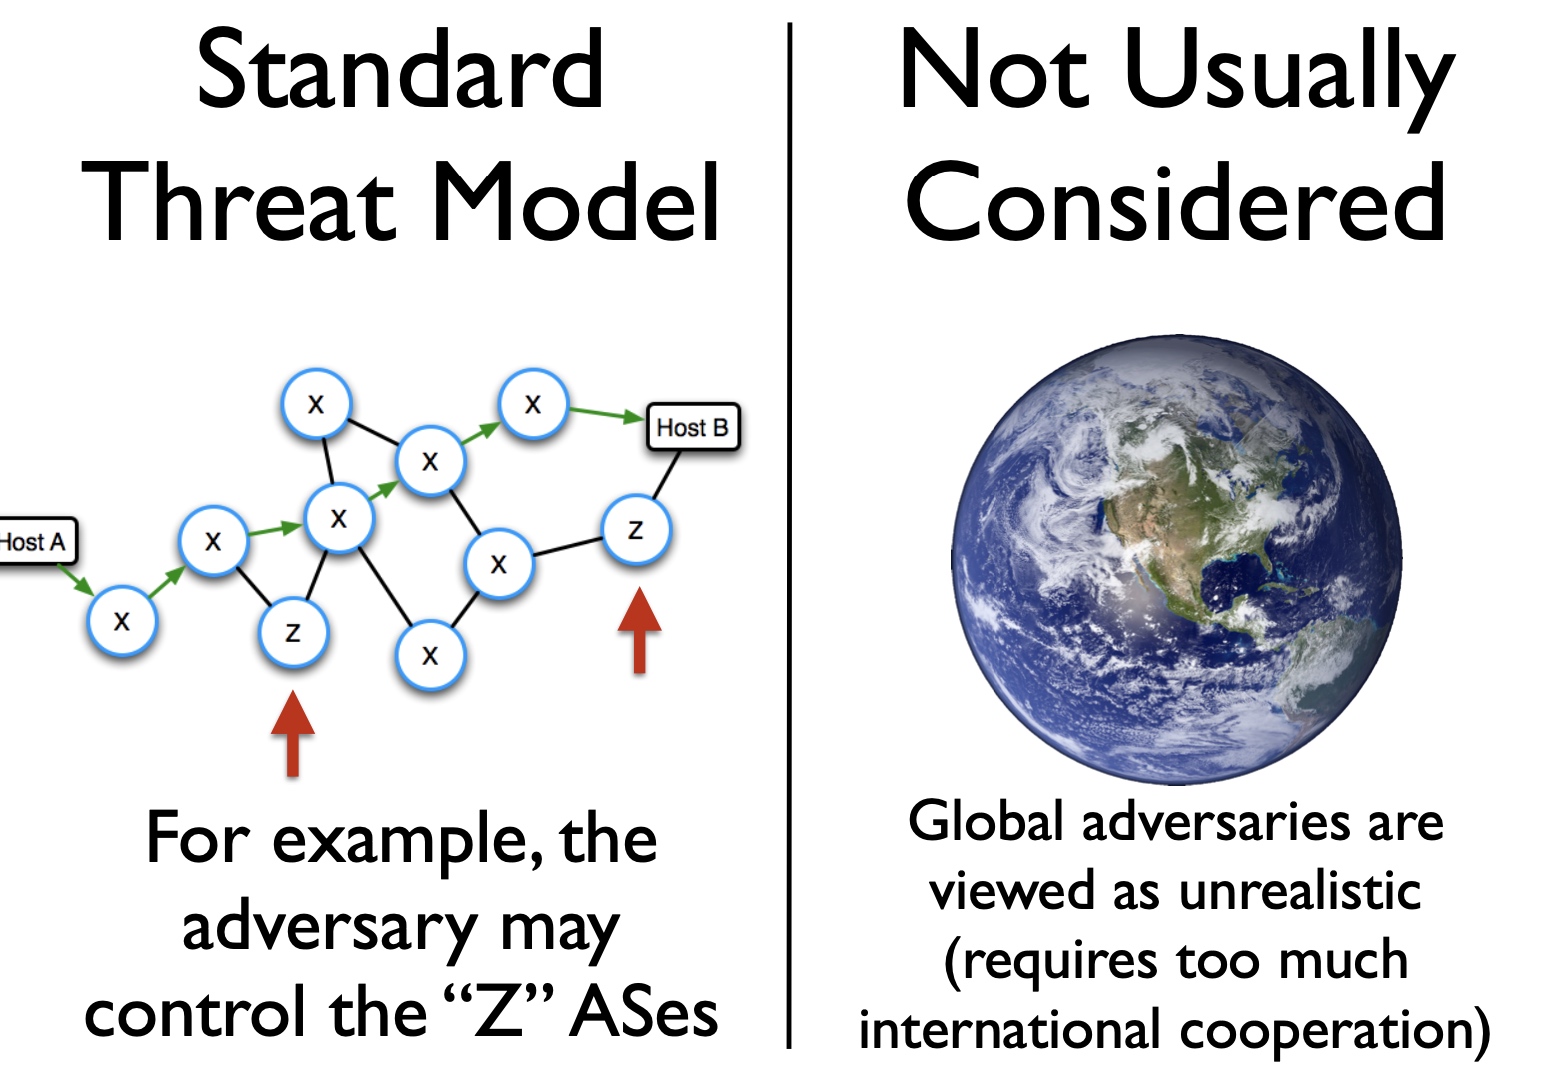 Standard
Threat Model
X
X
Host B
X
X
X
Z
Host A
X
X
Z
X
For example, the
adversary may
control the “Z” ASes
Not Usually
Considered
Global adversaries are
viewed as unrealistic
(requires too much
international cooperation)